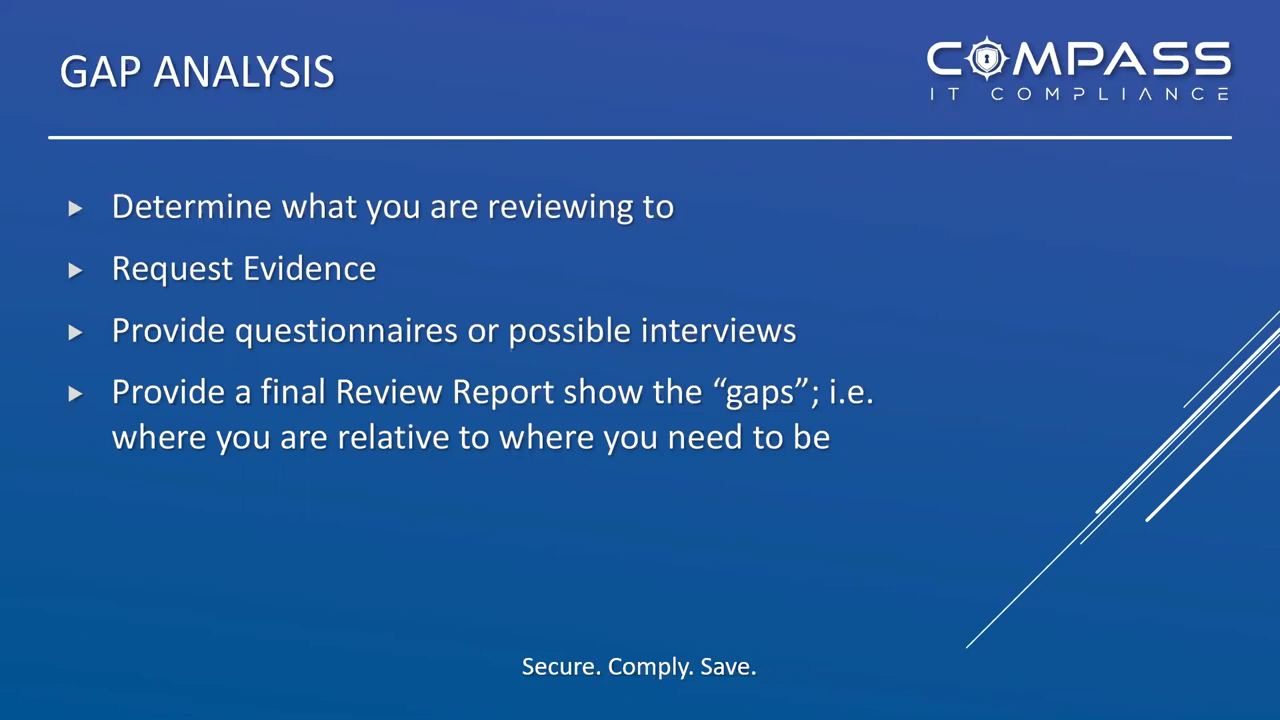 GAP ANALYSIS
COMPASS
IT COMPLIANCE
Determine what you are reviewing to
Request Evidence
Provide questionnaires or possible interviews
Provide a final Review Report show the “gaps”; i.e.
where you are relative to where you need to be
Secure. Comply. Save.